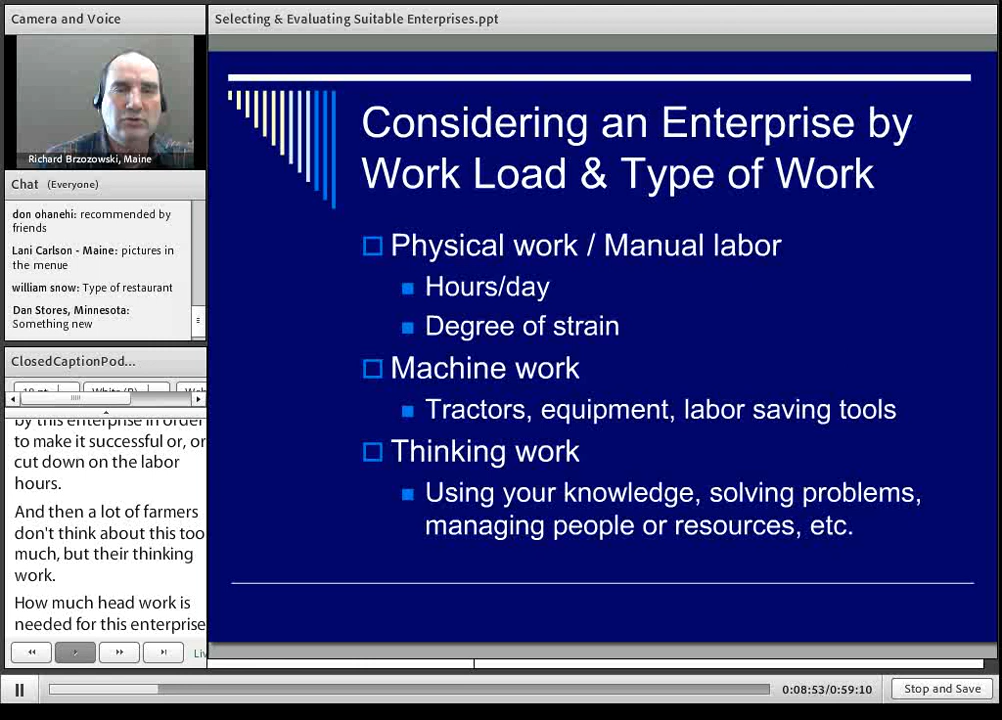 Camera and Voice
Richard Brzozowski, Maine
Chat (Everyone)
don ohanehi: recommended by
friends
Lani Carlson - Maine: pictures in
the menue
william snow: Type of restaurant
Dan Stores, Minnesota:
Something new
ClosedCaptionPod...
by this enterprise in order
to make it successful or, or
cut down on the labor
hours.
And then a lot of farmers
don't think about this too
much, but their thinking
work.
How much head work is
needed for this enterprise
Selecting & Evaluating Suitable Enterprises.ppt
Considering an Enterprise by
Work Load & Type of Work
Physical work / Manual labor
Hours/day
Degree of strain
Machine work
Tractors, equipment, labor saving tools
Thinking work
Using your knowledge, solving problems,
managing people or resources, etc.
0:08:53/0:59:10
Stop and Save